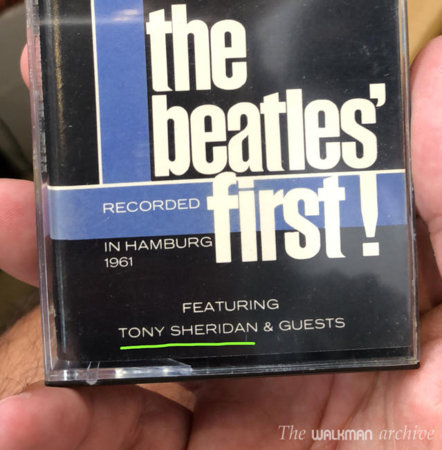 the
beatles'
first!
RECORDED
IN HAMBURG
1961
FEATURING
TONY SHERIDAN & GUESTS
The WALKMAN archive